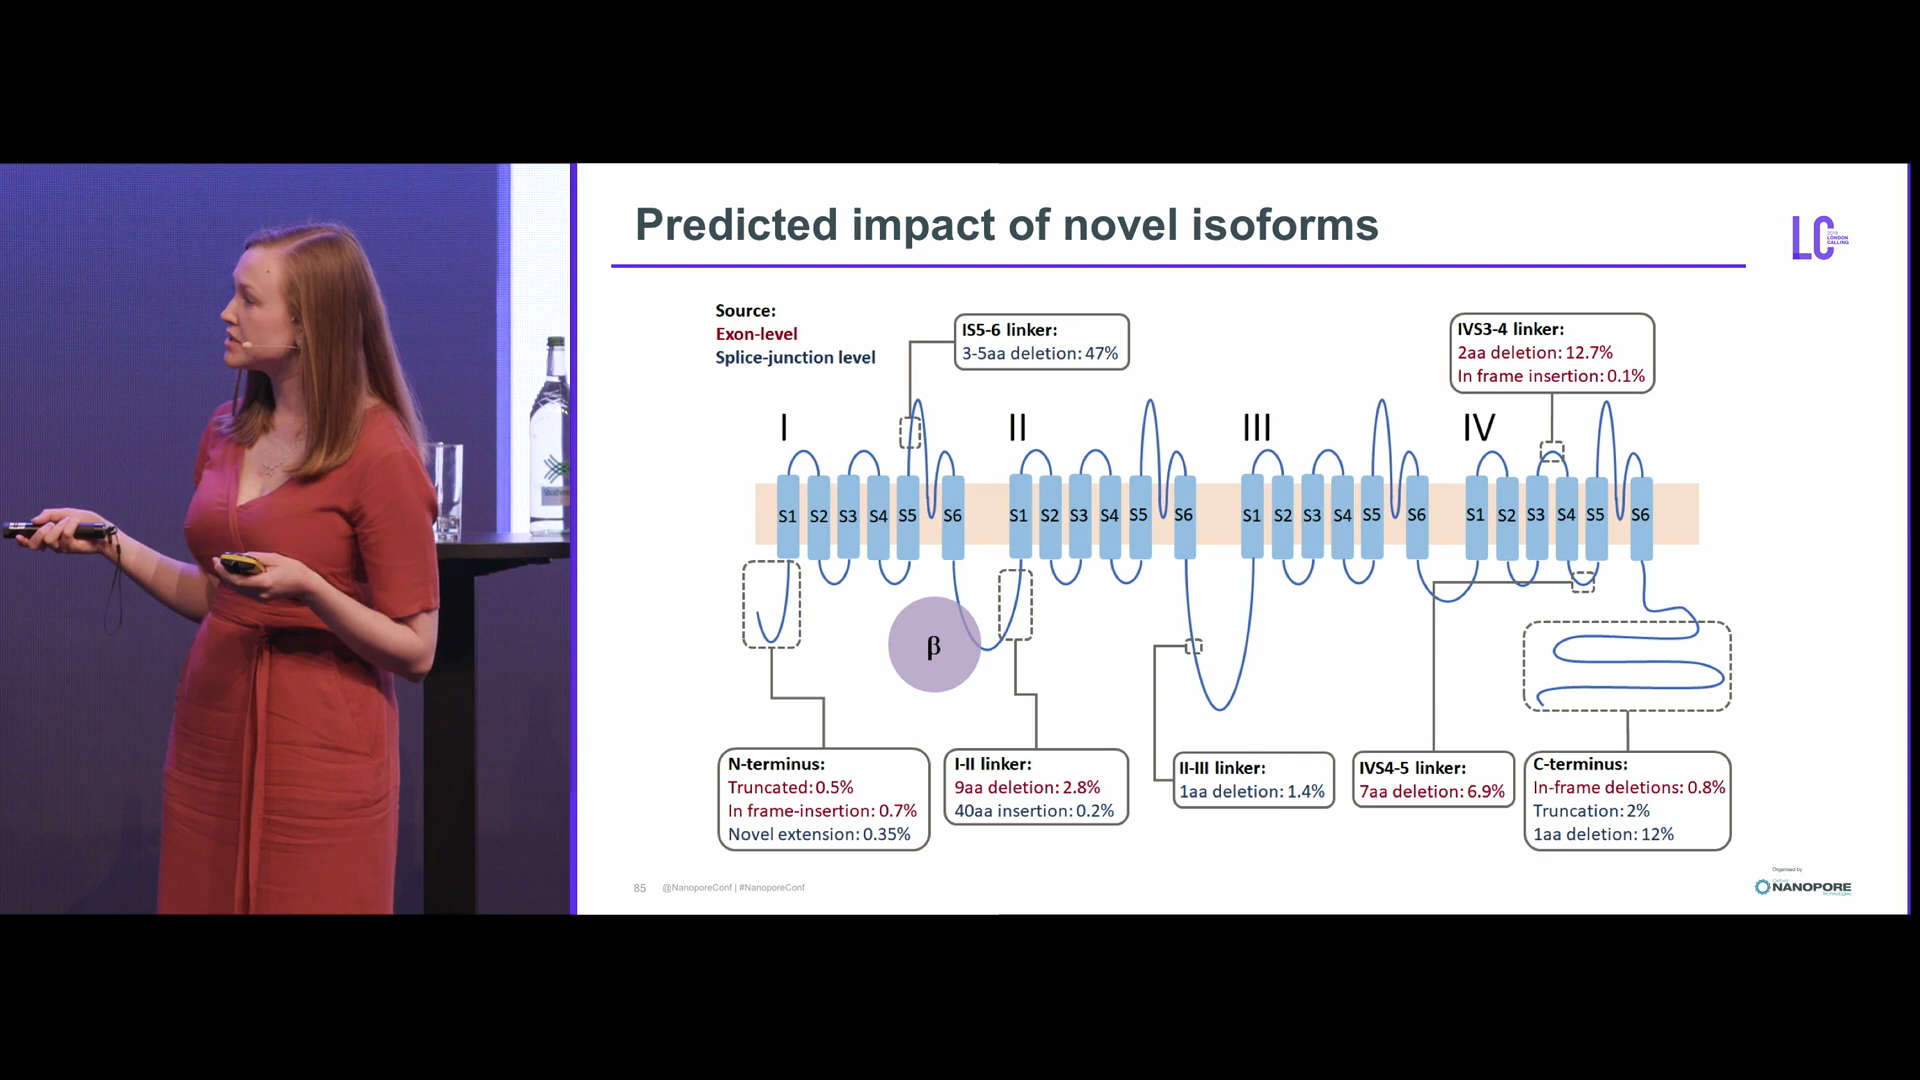 Predicted impact of novel isoforms
LC
LONDON
CALLING
Source:
Exon-level
Splice-junction level
IS5-6 linker:
3-5aa deletion: 47%
IVS3-4 linker:
2aa deletion: 12.7%
In frame insertion: 0.1%
I
II
III
IV
S1 S2 S3 S4 S5 S6
S1 S2 S3 S4 S5 S6
S1 S2 S3 S4 S5 S6
S1 S2 S3 S4 S5 S6
β
N-terminus:
Truncated: 0.5%
In frame-insertion: 0.7%
Novel extension: 0.35%
I-II linker:
9aa deletion: 2.8%
40aa insertion: 0.2%
II-III linker:
1aa deletion: 1.4%
IVS4-5 linker:
7aa deletion: 6.9%
C-terminus:
In-frame deletions: 0.8%
Truncation: 2%
1aa deletion: 12%
85 @NanoporeConf | #NanoporeConf
Organised by
NANOPORE